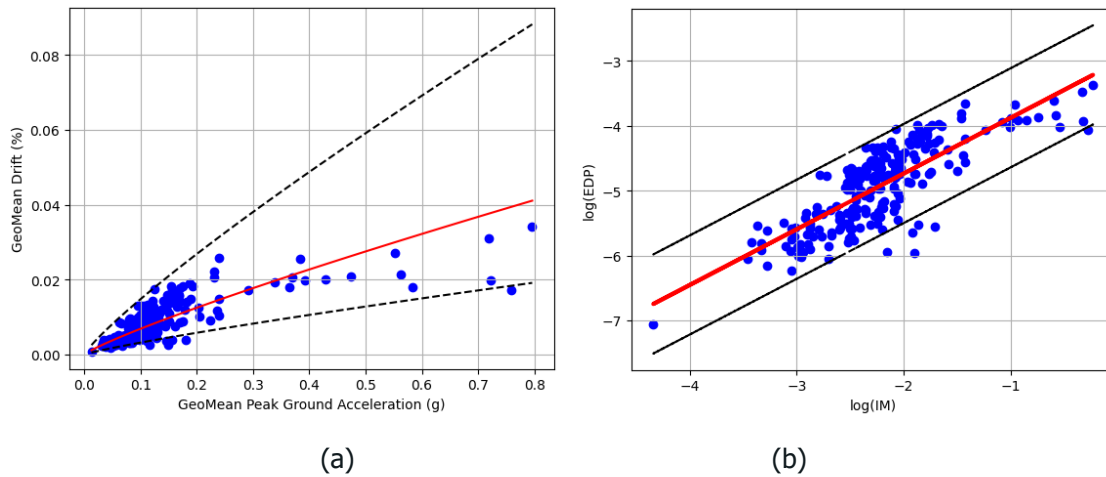 GeoMean Drift (%)
0.08
0.06
0.04
0.02
0.00
0.0 0.1 0.2 0.3 0.4 0.5 0.6 0.7 0.8
GeoMean Peak Ground Acceleration (g)
(a)
log(EDP)
−3
−4
−5
−6
−7
−4 −3 −2 −1
log(IM)
(b)